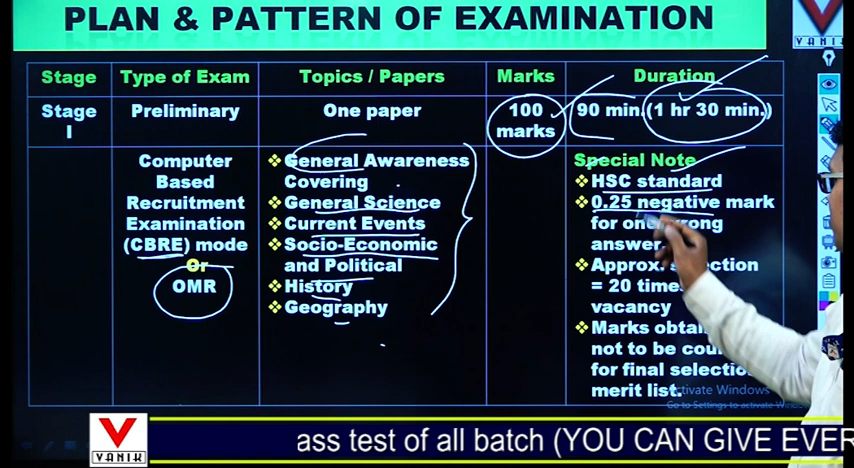 PLAN & PATTERN OF EXAMINATION
VANIK
Stage
Type of Exam
Topics / Papers
Marks
Duration
Stage
I
Preliminary
One paper
100
marks
90 min.(1 hr 30 min.)
Computer
Based
Recruitment
Examination
(CBRE) mode
Or
OMR
❖General Awareness
Covering
❖General Science
❖Current Events
❖Socio-Economic
and Political
❖History
❖Geography
Special Note
❖HSC standard
❖0.25 negative mark
for one wrong
answer
❖Approx.
= 20 times
vacancy
❖Marks
not to be
for final
merit list.
Activate Windows
Go to Settings to activate
VANIK
ass test of all batch (YOU CAN GIVE EVER